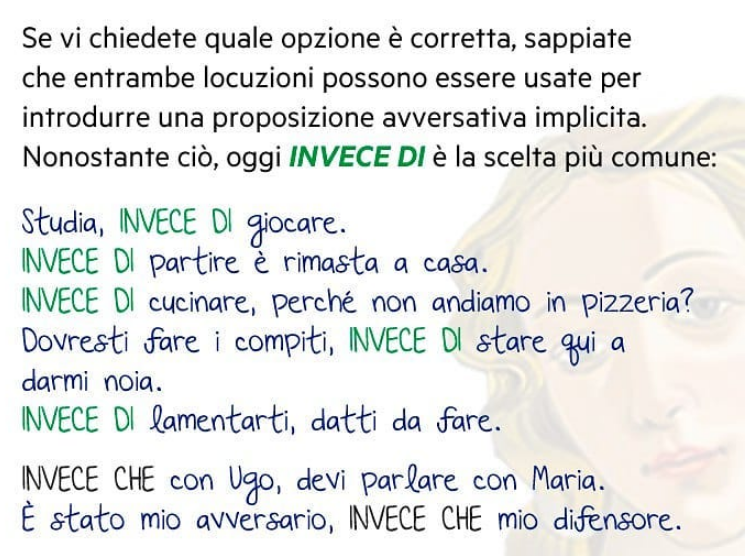 Se vi chiedete quale opzione è corretta, sappiate
che entrambe locuzioni possono essere usate per
introdurre una proposizione avversativa implicita.
Nonostante ciò, oggi INVECE DI è la scelta più comune:
Studia, INVECE DI giocare.
INVECE DI partire è rimasta a casa.
INVECE DI cucinare, perché non andiamo in pizzeria?
Dovresti fare i compiti, INVECE DI stare qui a
darmi noia.
INVECE DI lamentarti, datti da fare.
INVECE CHE con Ugo, devi parlare con Maria.
È stato mio avversario, INVECE CHE mio difensore.